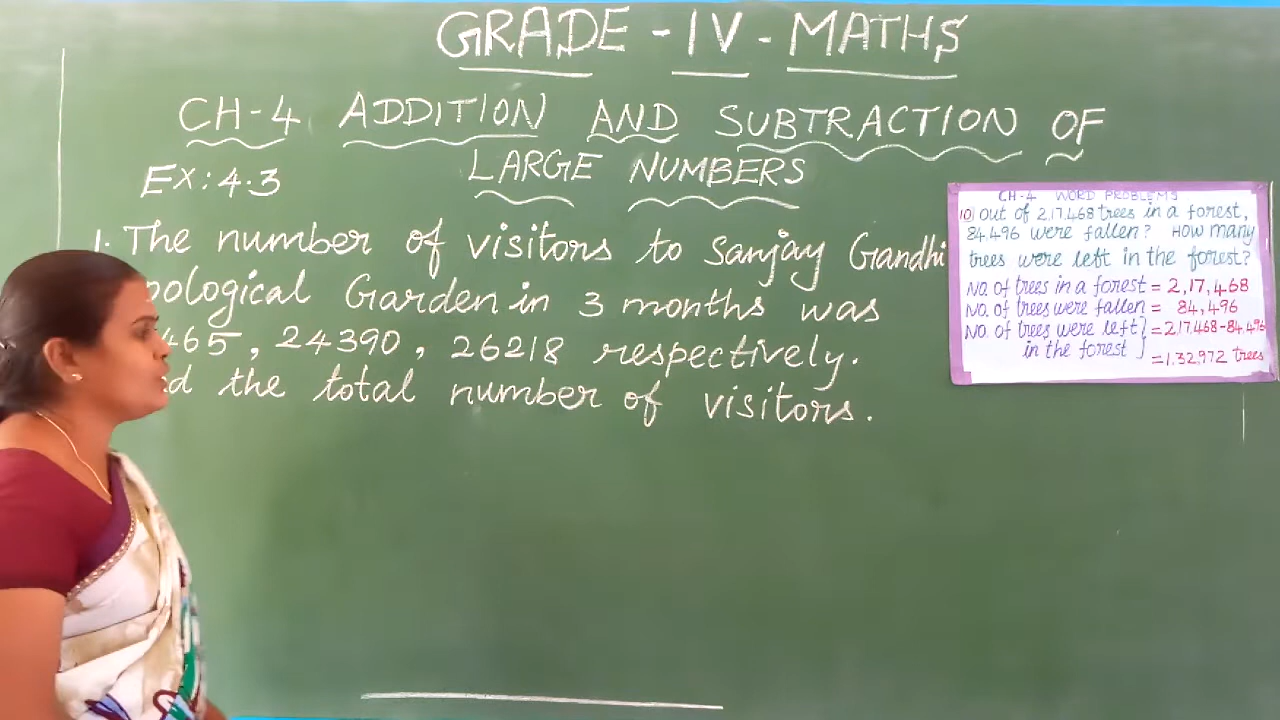 GRADE - IV - MATHS
CH-4 ADDITION AND SUBTRACTION OF
LARGE NUMBERS
EX: 4.3
1. The number of visitors to Sanjay Gandhi
oological Garden in 3 months was
465, 24390, 26218 respectively.
d the total number of visitors.
CH-4 WORD PROBLEMS
10) Out of 2,17,468 trees in a forest,
84,496 were fallen? How many
trees were left in the forest?
NO. of trees in a forest = 2,17,468
NO. of trees were fallen = 84,496
NO. of trees were left } = 2,17,468-84,496
in the forest
= 1,32,972 trees